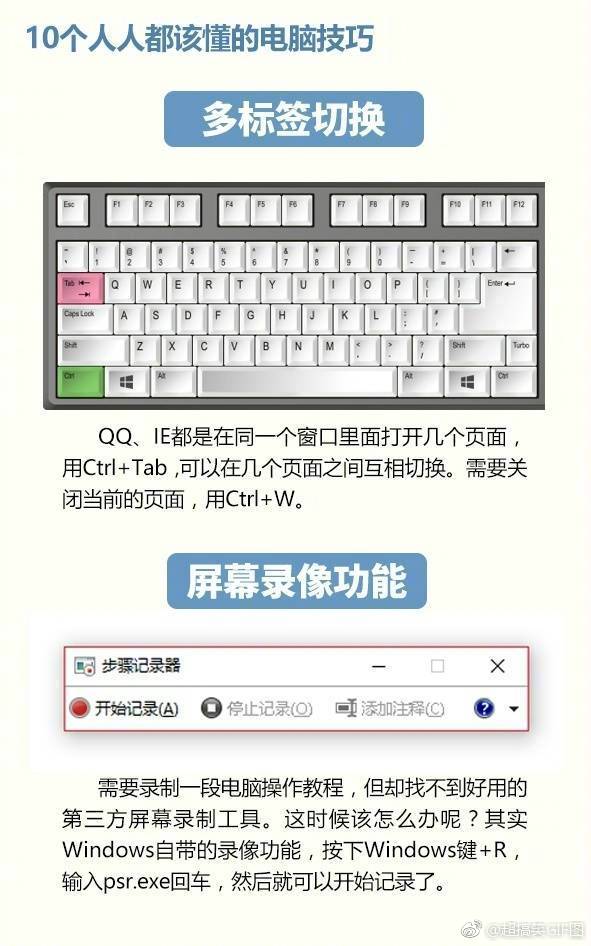 10个人人都该懂的电脑技巧
多标签切换
Esc F1 F2 F3 F4 F5 F6 F7 F8 F9 F10 F11 F12
~ ! @ # $ % ^ & * ( ) _ + | ←
` 1 2 3 4 5 6 7 8 9 0 - = \
Tab Q W E R T Y U I O P { } Enter
[ ]
Caps Lock A S D F G H J K L : "
; '
Shift Z X C V B N M < > ? Shift Turbo
, . /
Ctrl Alt Alt Ctrl
QQ、IE都是在同一个窗口里面打开几个页面，
用Ctrl+Tab ,可以在几个页面之间互相切换。需要关
闭当前的页面，用Ctrl+W。
屏幕录像功能
步骤记录器
开始记录(A) 停止记录(O) 添加注释(C) ?
需要录制一段电脑操作教程，但却找不到好用的
第三方屏幕录制工具。这时候该怎么办呢？其实
Windows自带的录像功能，按下Windows键+R，
输入psr.exe回车，然后就可以开始记录了。
@超搞笑GIF图